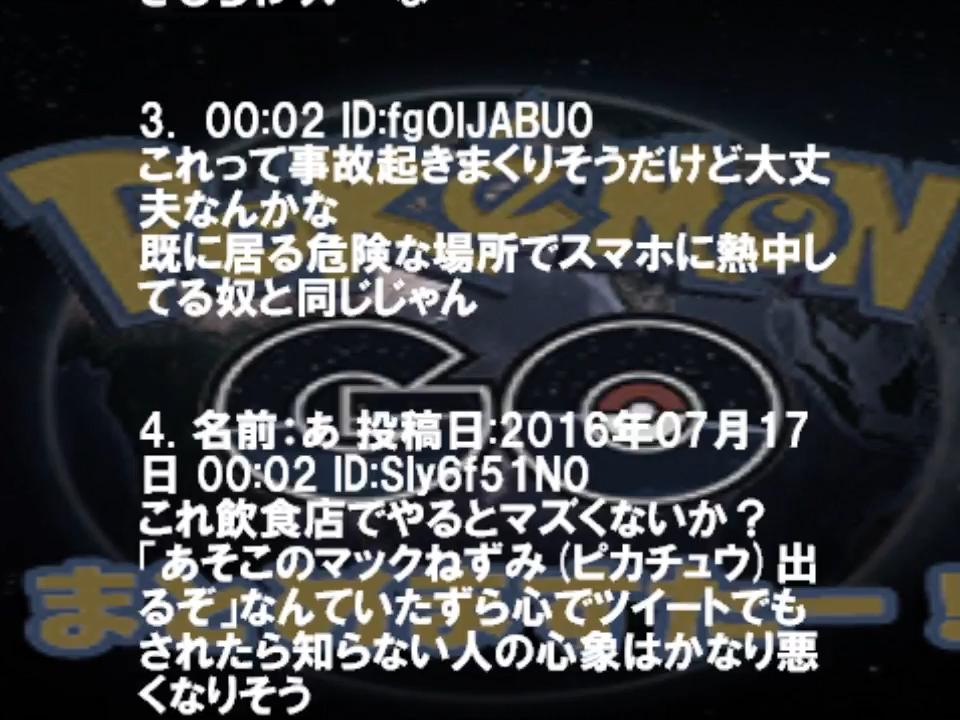 3. 00:02 ID:fgOIJABU0
これって事故起きまくりそうだけど大丈
夫なんかな
既に居る危険な場所でスマホに熱中し
てる奴と同じじゃん
POKÉMON
GO
4. 名前:あ 投稿日:2016年07月17
日 00:02 ID:Sly6f51N0
これ飲食店でやるとマズくないか?
「あそこのマックねずみ(ピカチュウ)出
るぞ」なんていたずら心でツイートでも
されたら知らない人の心象はかなり悪
くなりそう